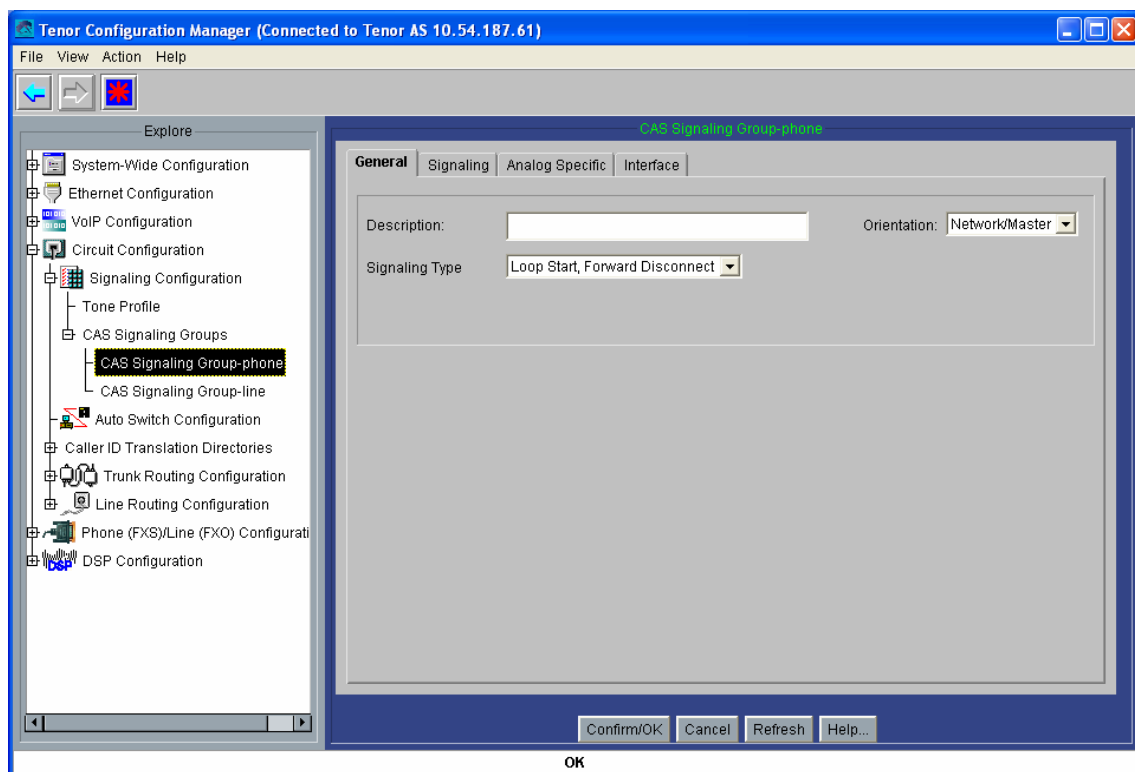 Tenor Configuration Manager (Connected to Tenor AS 10.54.187.61)
File View Action Help
Explore
System-Wide Configuration
Ethernet Configuration
VoIP Configuration
Circuit Configuration
Signaling Configuration
Tone Profile
CAS Signaling Groups
CAS Signaling Group-phone
CAS Signaling Group-line
Auto Switch Configuration
Caller ID Translation Directories
Trunk Routing Configuration
Line Routing Configuration
Phone (FXS)/Line (FXO) Configurati
DSP Configuration
CAS Signaling Group-phone
General Signaling Analog Specific Interface
Description: Orientation: Network/Master
Signaling Type Loop Start, Forward Disconnect
Confirm/OK Cancel Refresh Help...
OK